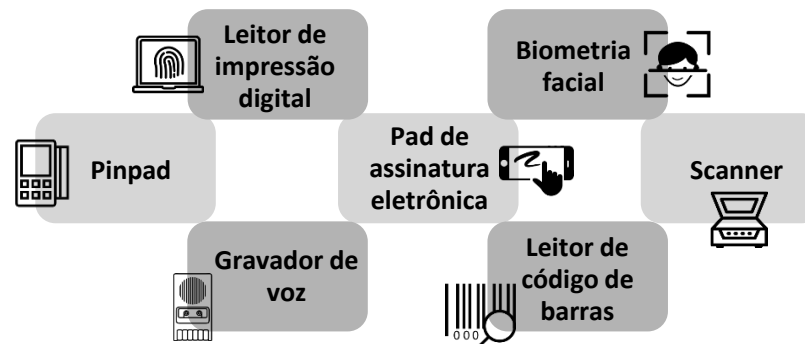 Leitor de
impressão
digital
Biometria
facial
Pinpad
Pad de
assinatura
eletrônica
Scanner
Gravador de
voz
Leitor de
código de
barras
000